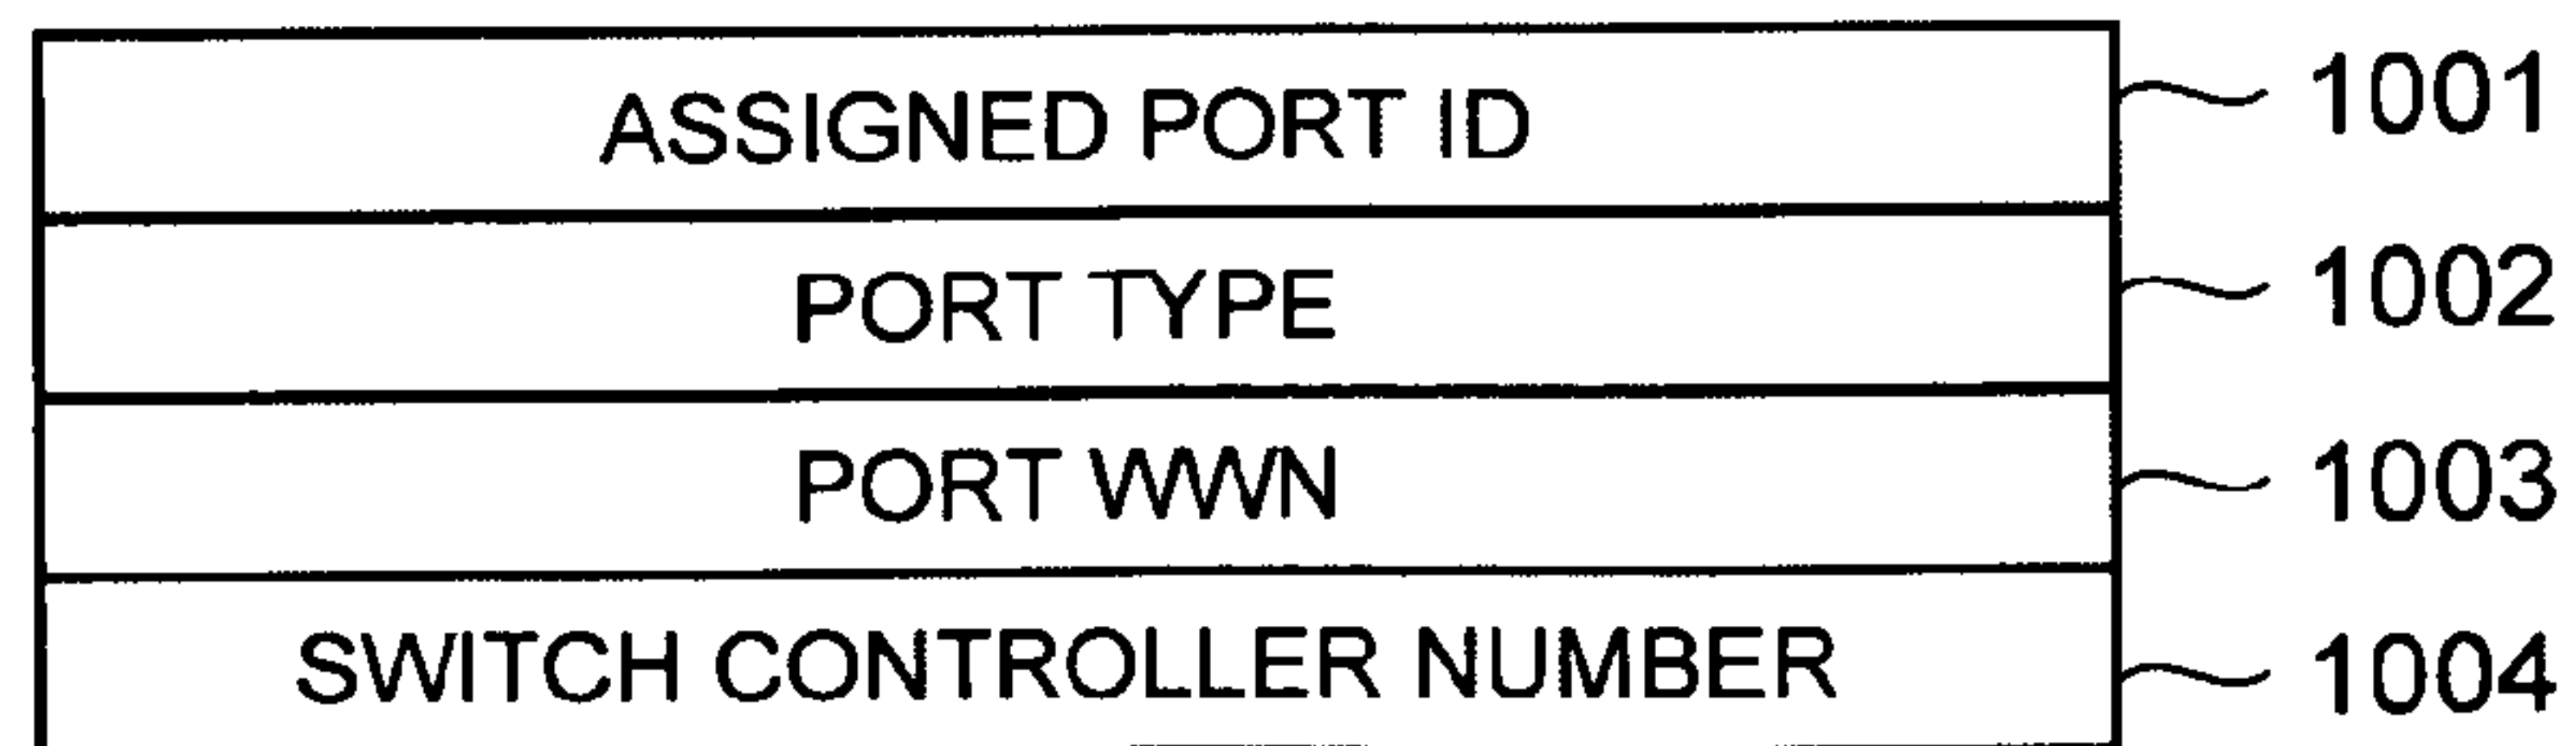 ASSIGNED PORT ID 1001
PORT TYPE 1002
PORT WWN 1003
SWITCH CONTROLLER NUMBER 1004